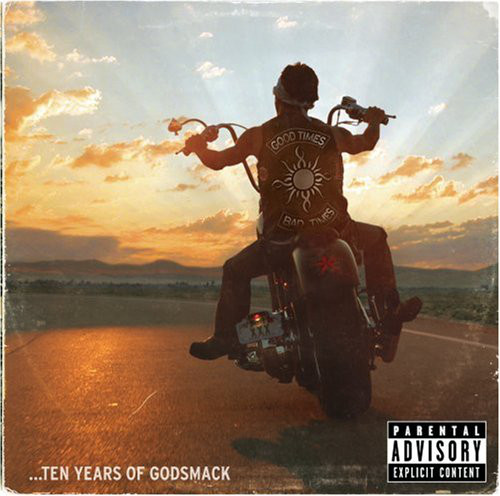 GOOD TIMES
BAD TIMES
...TEN YEARS OF GODSMACK
PARENTAL
ADVISORY
EXPLICIT CONTENT